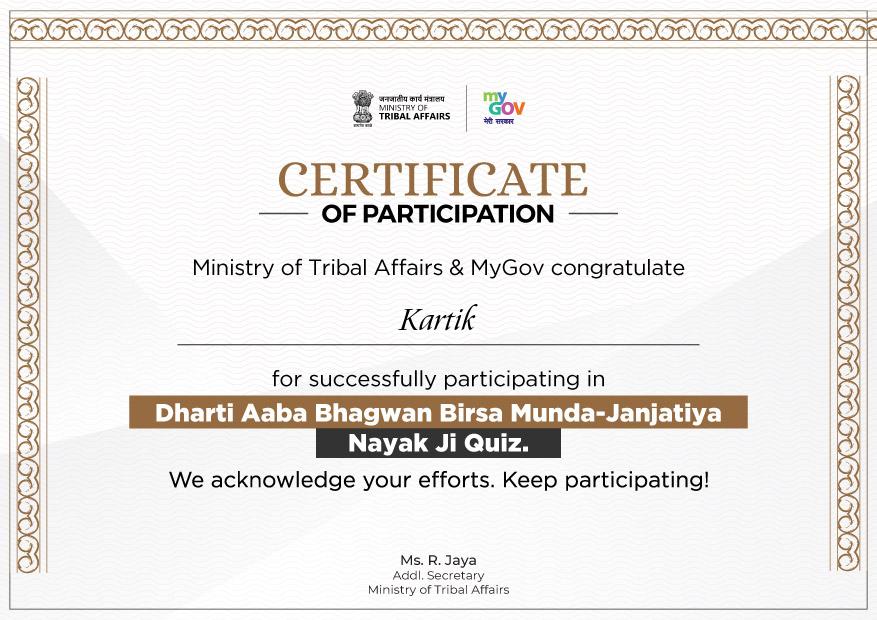 जनजातीय कार्य मंत्रालय
MINISTRY OF
TRIBAL AFFAIRS
my
GOV
मेरी सरकार
CERTIFICATE
OF PARTICIPATION
Ministry of Tribal Affairs & MyGov congratulate
Kartik
for successfully participating in
Dharti Aaba Bhagwan Birsa Munda-Janjatiya
Nayak Ji Quiz.
We acknowledge your efforts. Keep participating!
Ms. R. Jaya
Addl. Secretary
Ministry of Tribal Affairs